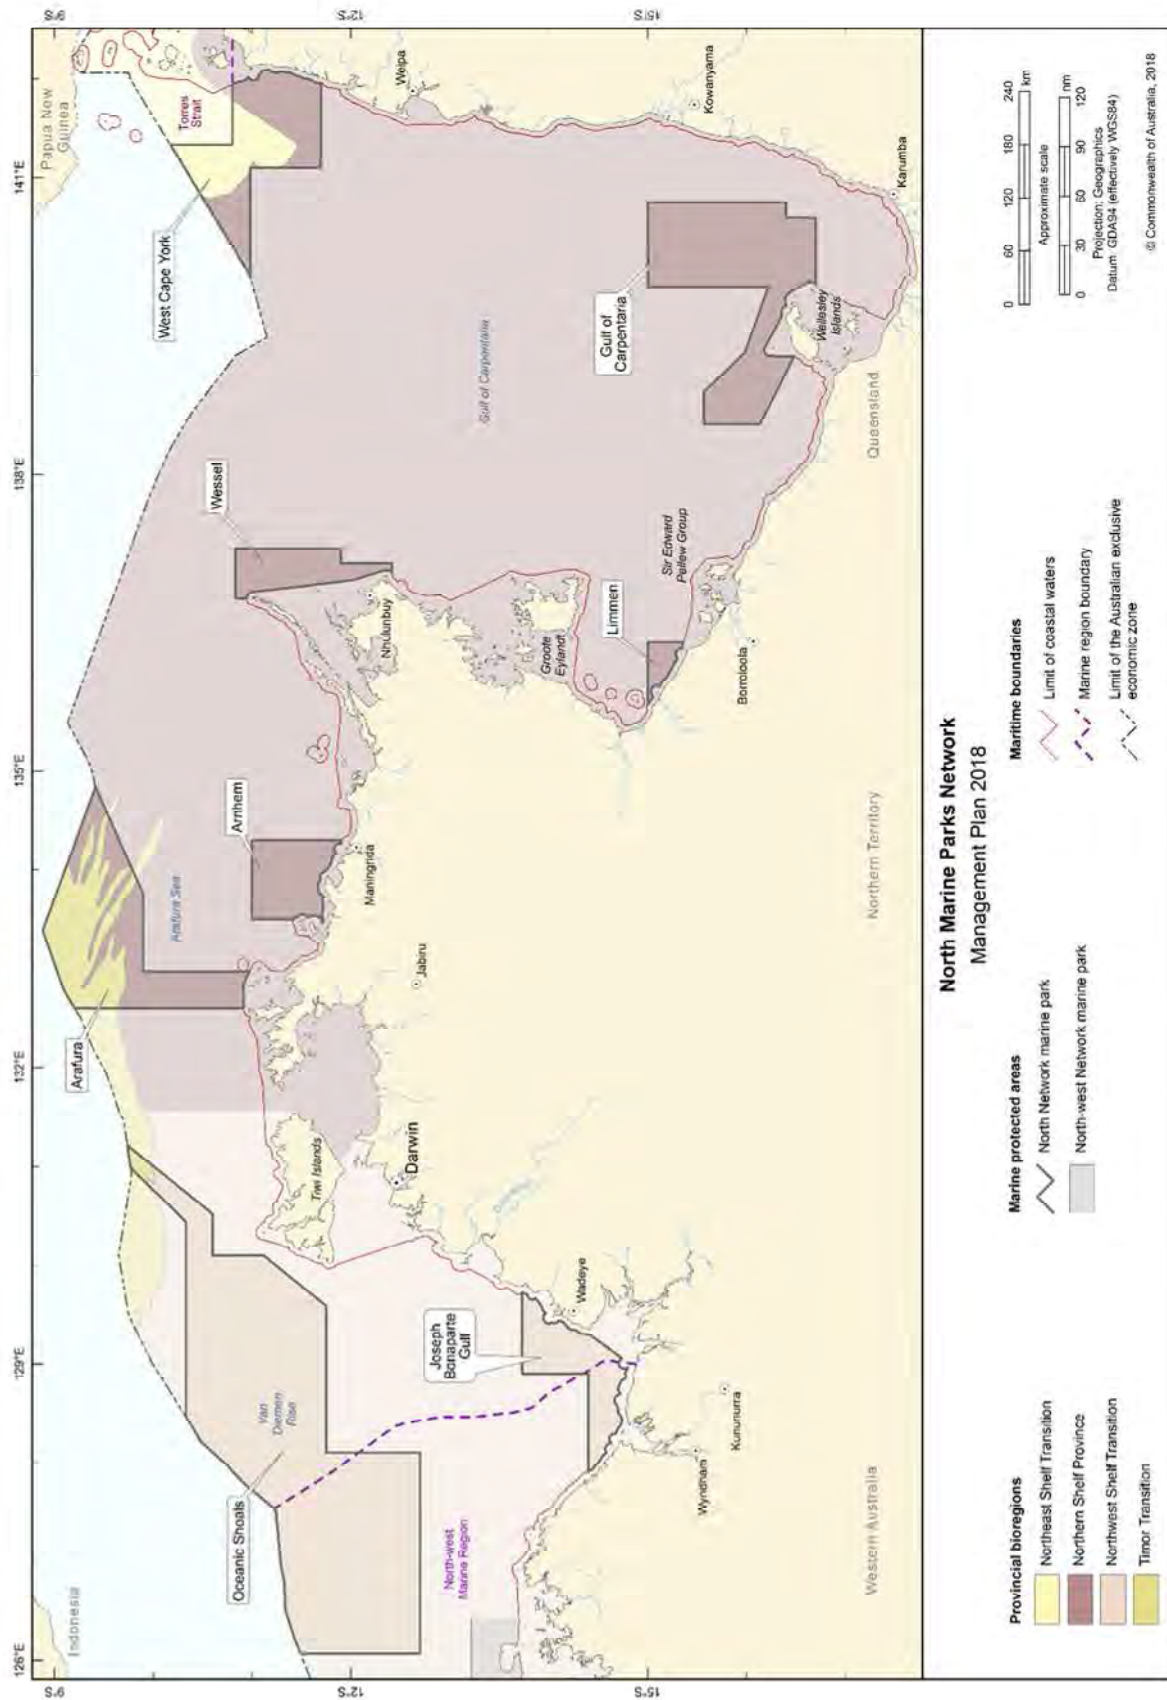 126°E
129°E
132°E
135°E
138°E
141°E
9°S
9°S
12°S
12°S
15°S
15°S
Indonesia
Papua New
Guinea
Oceanic Shoals
Van
Diemen
Rise
North-west
Marine Region
Joseph
Bonaparte
Gulf
Arafura
Arafura Sea
Arnhem
Wessel
West Cape York
Torres
Strait
Gulf of Carpentaria
Gulf of
Carpentaria
Limmen
Tiwi Islands
Darwin
Wadeye
Wyndham
Kununurra
Jabiru
Maningrida
Nhulunbuy
Groote
Eylandt
Sir Edward
Pellew Group
Borroloola
Wellesley
Islands
Weipa
Kowanyama
Karumba
Western Australia
Northern Territory
Queensland
North Marine Parks Network
Management Plan 2018
Provincial bioregions
Northeast Shelf Transition
Northern Shelf Province
Northwest Shelf Transition
Timor Transition
Marine protected areas
North Network marine park
North-west Network marine park
Maritime boundaries
Limit of coastal waters
Marine region boundary
Limit of the Australian exclusive
economic zone
0 60 120 180 240
km
Approximate scale
0 30 60 90 120
nm
Projection: Geographics
Datum: GDA94 (effectively WGS84)
© Commonwealth of Australia, 2018